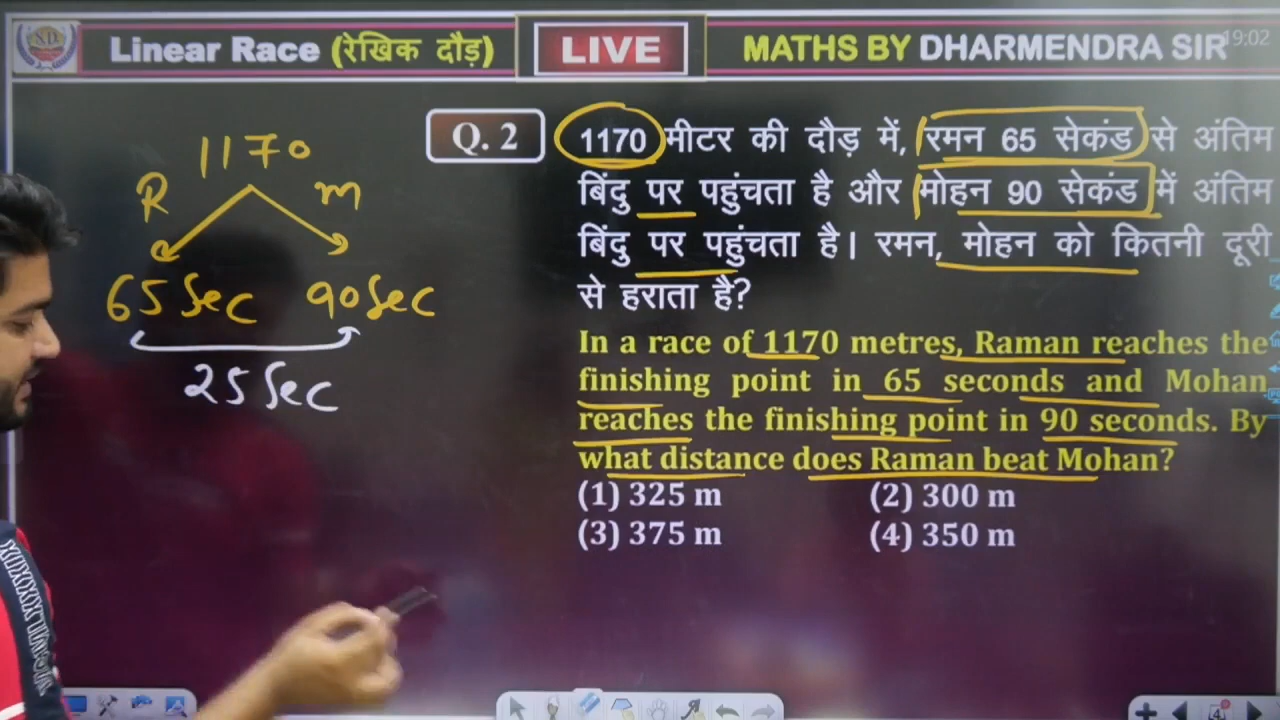 Linear Race (रेखिक दौड़)
LIVE
MATHS BY DHARMENDRA SIR
19:02
1170
R m
65 Sec 90 Sec
25 Sec
Q. 2
1170 मीटर की दौड़ में, रमन 65 सेकंड से अंतिम
बिंदु पर पहुंचता है और मोहन 90 सेकंड में अंतिम
बिंदु पर पहुंचता है। रमन, मोहन को कितनी दूरी
से हराता है?
In a race of 1170 metres, Raman reaches the
finishing point in 65 seconds and Mohan
reaches the finishing point in 90 seconds. By
what distance does Raman beat Mohan?
(1) 325 m (2) 300 m
(3) 375 m (4) 350 m